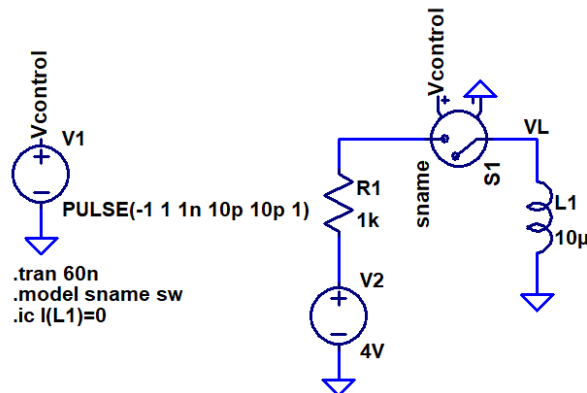 Vcontrol
V1
PULSE(-1 1 1n 10p 10p 1)
.tran 60n
.model sname sw
.ic I(L1)=0
Vcontrol
VL
S1
sname
R1
1k
V2
4V
L1
10µ